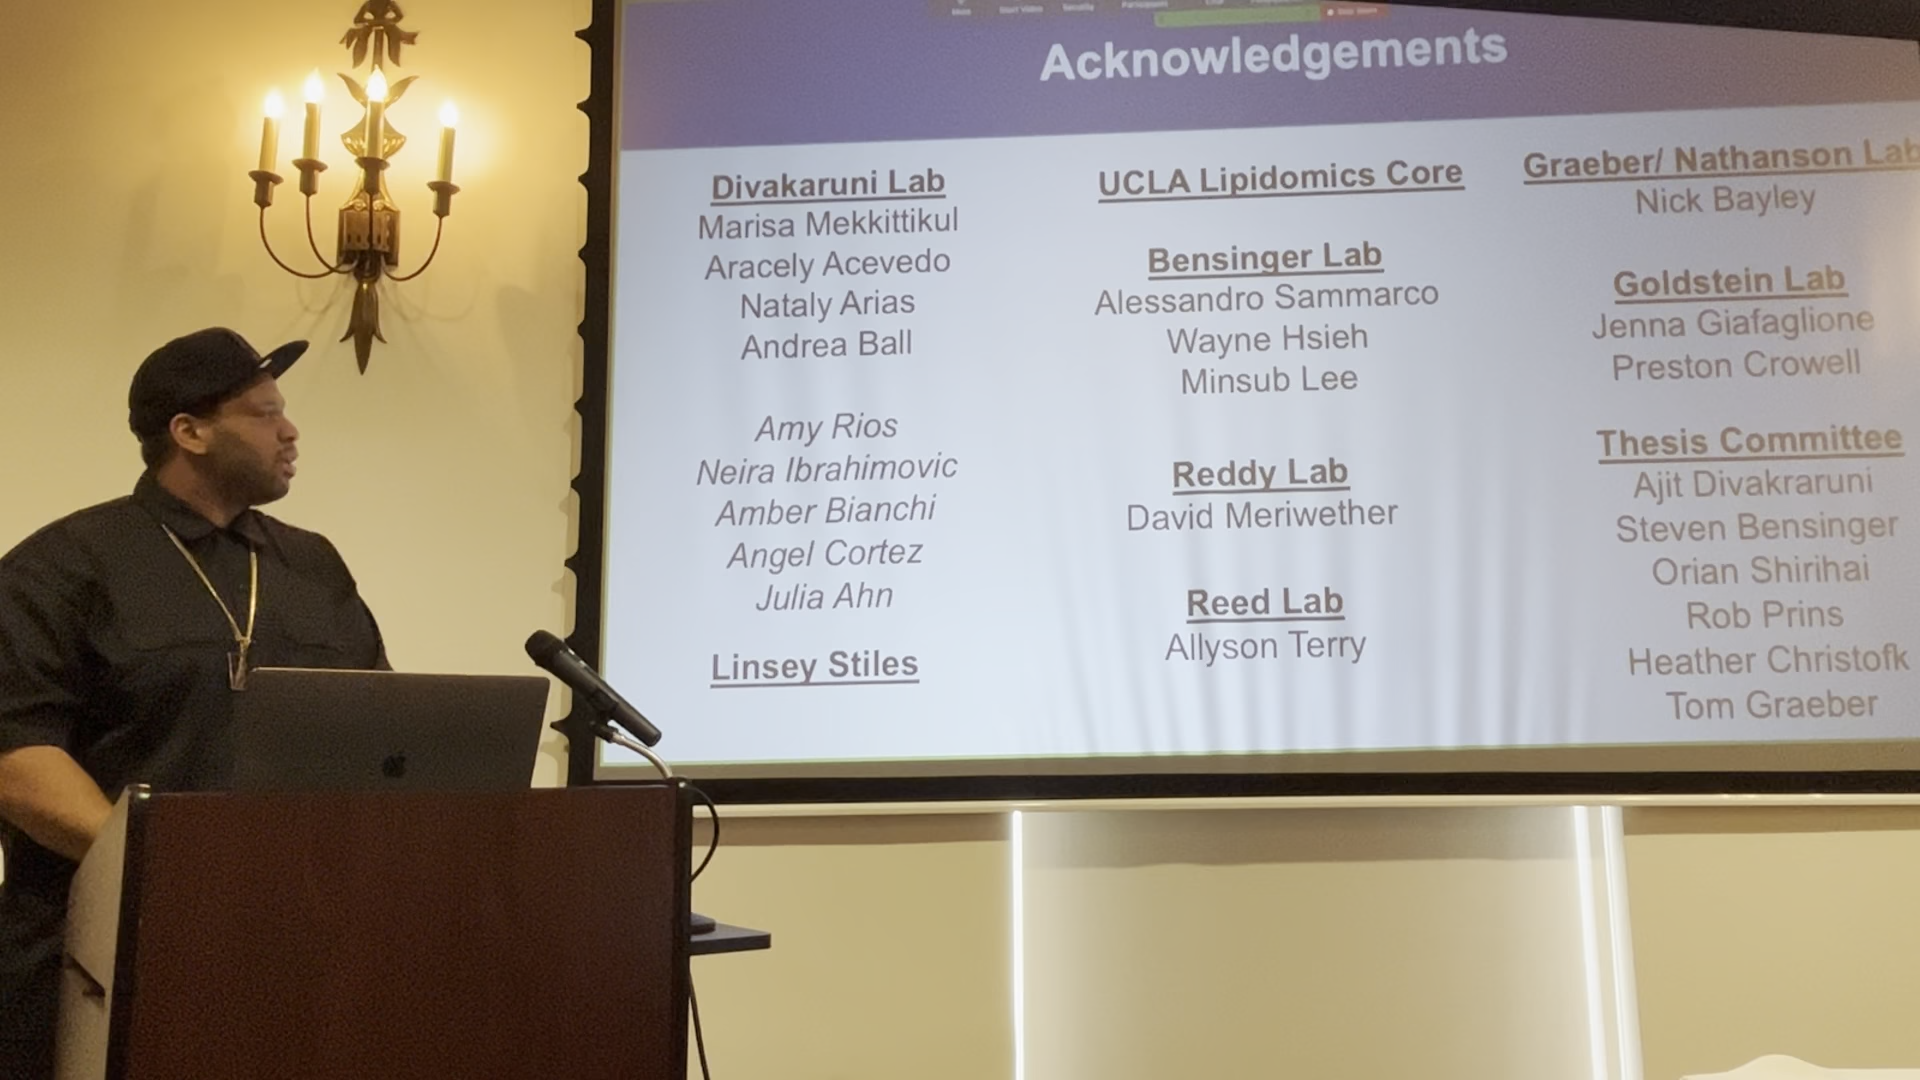 Acknowledgements
Divakaruni Lab
Marisa Mekkittikul
Aracely Acevedo
Nataly Arias
Andrea Ball
Amy Rios
Neira Ibrahimovic
Amber Bianchi
Angel Cortez
Julia Ahn
Linsey Stiles
UCLA Lipidomics Core
Bensinger Lab
Alessandro Sammarco
Wayne Hsieh
Minsub Lee
Reddy Lab
David Meriwether
Reed Lab
Allyson Terry
Graeber/ Nathanson Lab
Nick Bayley
Goldstein Lab
Jenna Giafaglione
Preston Crowell
Thesis Committee
Ajit Divakraruni
Steven Bensinger
Orian Shirihai
Rob Prins
Heather Christofk
Tom Graeber